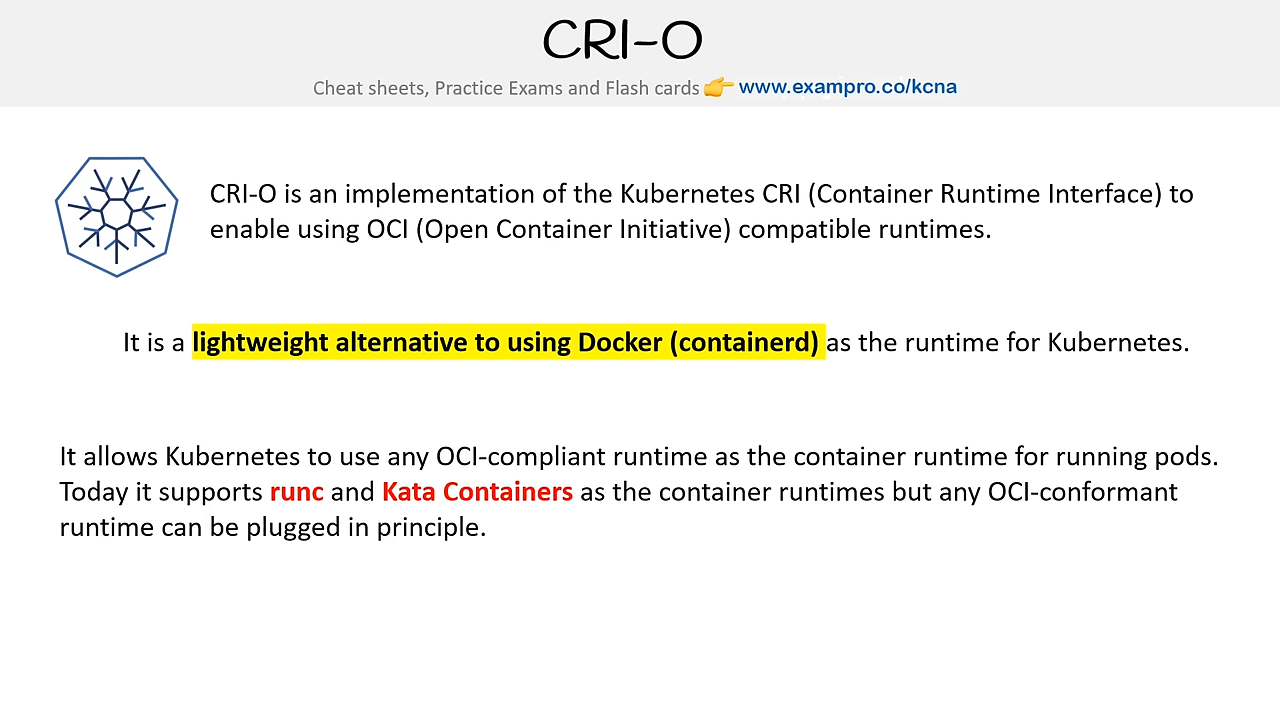 CRI-O
Cheat sheets, Practice Exams and Flash cards 👉 www.exampro.co/kcna
CRI-O is an implementation of the Kubernetes CRI (Container Runtime Interface) to
enable using OCI (Open Container Initiative) compatible runtimes.
It is a lightweight alternative to using Docker (containerd) as the runtime for Kubernetes.
It allows Kubernetes to use any OCI-compliant runtime as the container runtime for running pods.
Today it supports runc and Kata Containers as the container runtimes but any OCI-conformant
runtime can be plugged in principle.